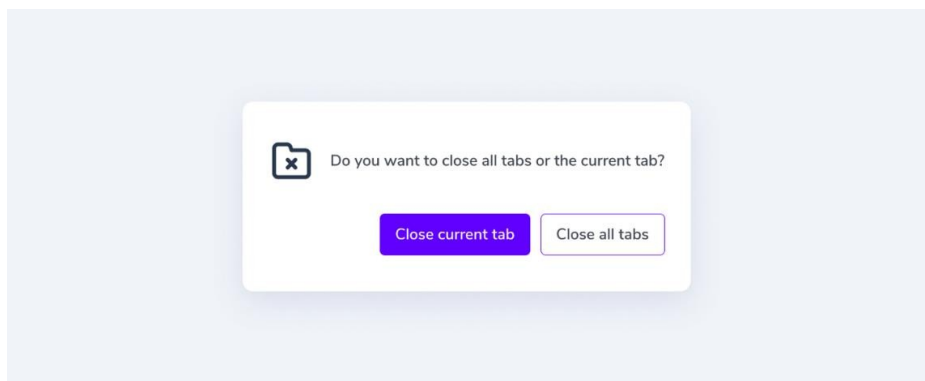 Do you want to close all tabs or the current tab?
Close current tab
Close all tabs